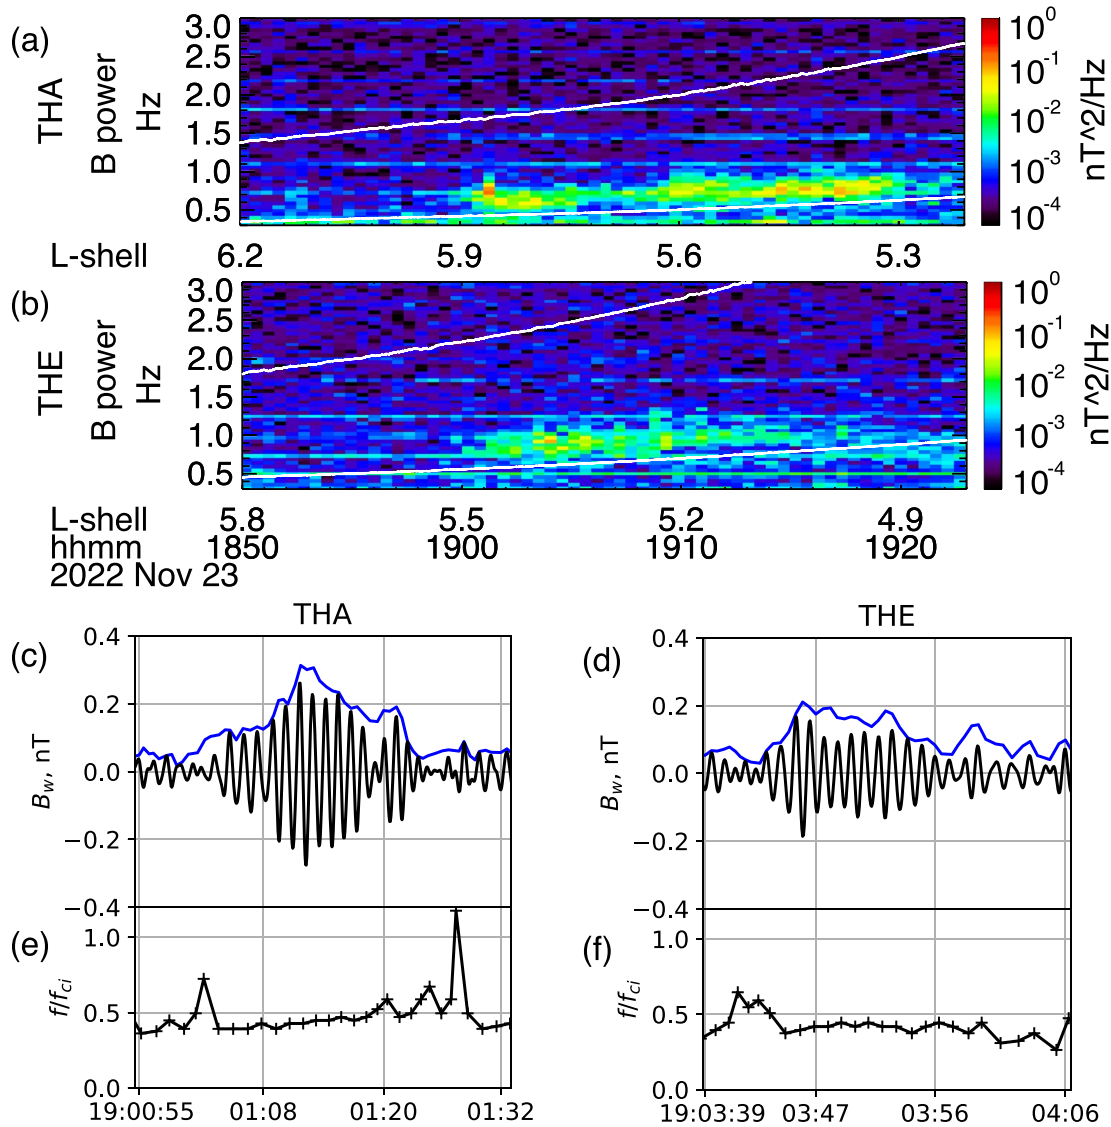 (a)
THA
B power
Hz
3.0
2.5
2.0
1.5
1.0
0.5
10^0
10^-1
10^-2
10^-3
10^-4
nT^2/Hz
L-shell 6.2 5.9 5.6 5.3
(b)
THE
B power
Hz
3.0
2.5
2.0
1.5
1.0
0.5
10^0
10^-1
10^-2
10^-3
10^-4
nT^2/Hz
L-shell 5.8 5.5 5.2 4.9
hhmm 1850 1900 1910 1920
2022 Nov 23
THA
(c)
B_w, nT
0.4
0.2
0.0
−0.2
−0.4
THE
(d)
B_w, nT
0.4
0.2
0.0
−0.2
−0.4
(e)
f/f_ci
1.0
0.5
0.0
19:00:55 01:08 01:20 01:32
(f)
f/f_ci
1.0
0.5
0.0
19:03:39 03:47 03:56 04:06